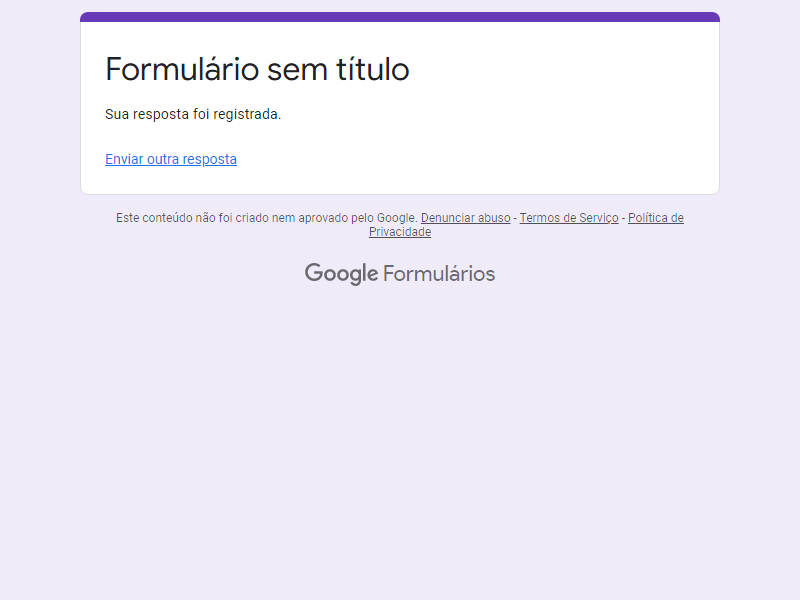 Formulário sem título
Sua resposta foi registrada.
Enviar outra resposta
Este conteúdo não foi criado nem aprovado pelo Google. Denunciar abuso - Termos de Serviço - Política de
Privacidade
Google Formulários